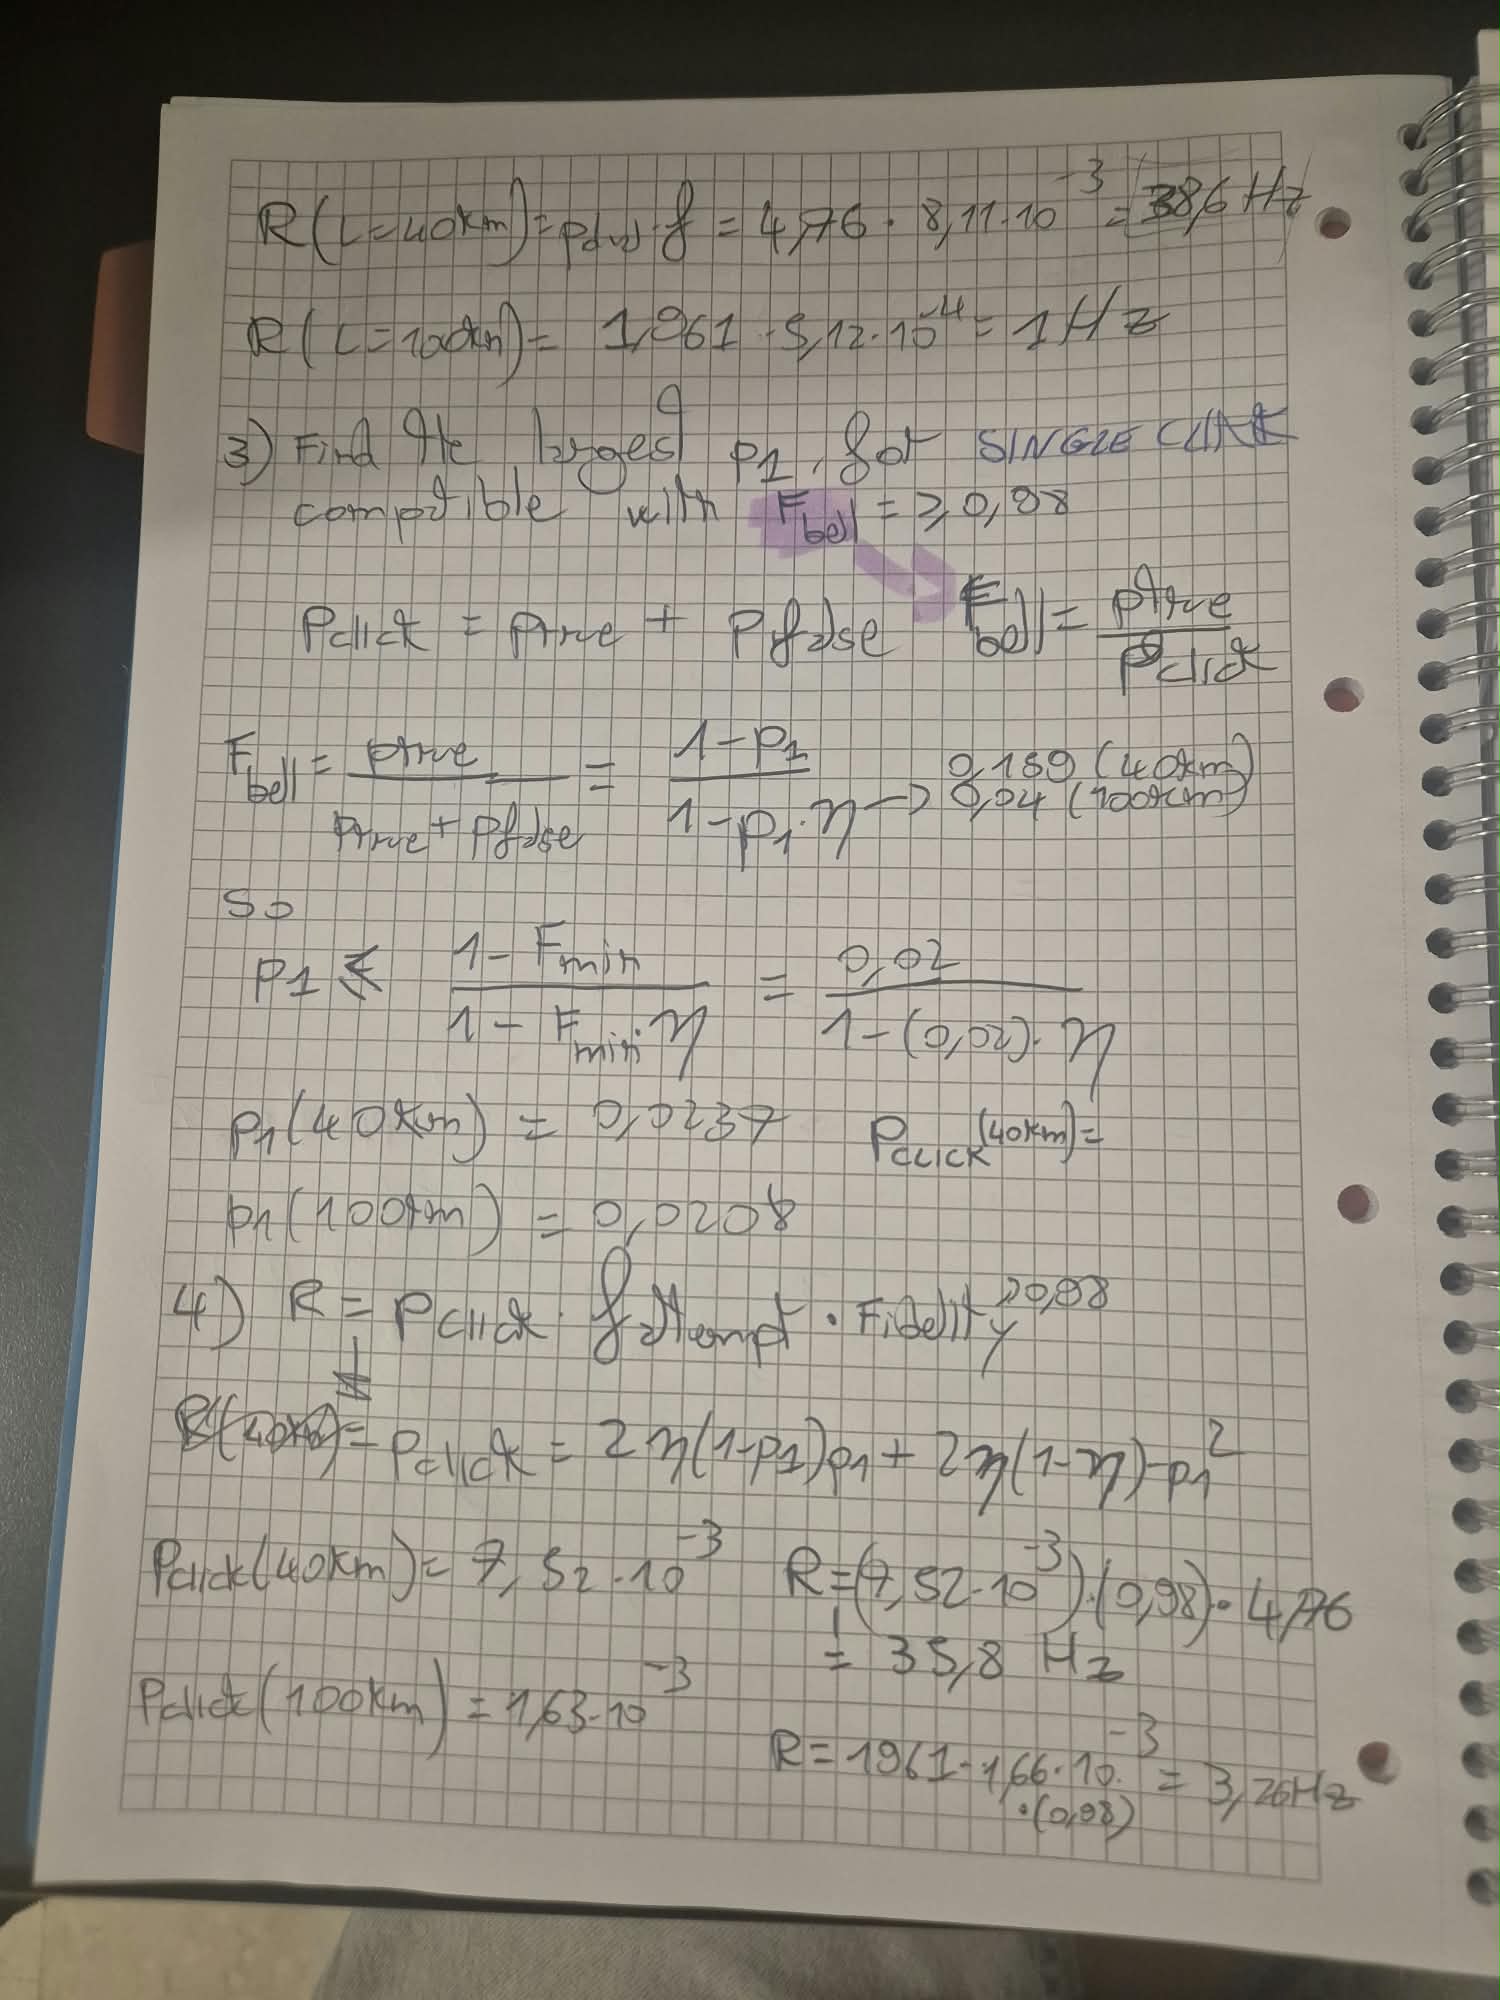 R(L=40km)=pdual·f = 4,76 · 8,11·10⁻³ = 38,6 Hz
R(L=100km)= 1,961 · 5,12·10⁻⁴ = 1 Hz
3) Find the largest p1, for SINGLE CLICK
compatible with F_bell = ≥ 0,98
Pclick = ptrue + Pfalse F_bell = ptrue / pclick
F_bell = ptrue / (ptrue + pfalse) = (1-p1) / (1-p1·η) → 0,159 (40km)
0,04 (100km)
So
p1 ≤ (1- Fmin) / (1 - Fmin·η) = 0,02 / (1-(0,02)·η)
p1(40km) = 0,0237 PCLICK(40km)=
p1(100km) = 0,0208
4) R = Pclick · fattempt · Fidelity ≥0,98
R(40km)= Pclick = 2η(1-p1)p1 + 2η(1-η)-p1²
Pclick(40km)= 7,52·10⁻³ R=(7,52·10⁻³)·(0,98)·4,76
= 35,8 Hz
Pclick(100km) = 1,63·10⁻³
R = 1961·1,66·10⁻³ = 3,26Hz
·(0,98)